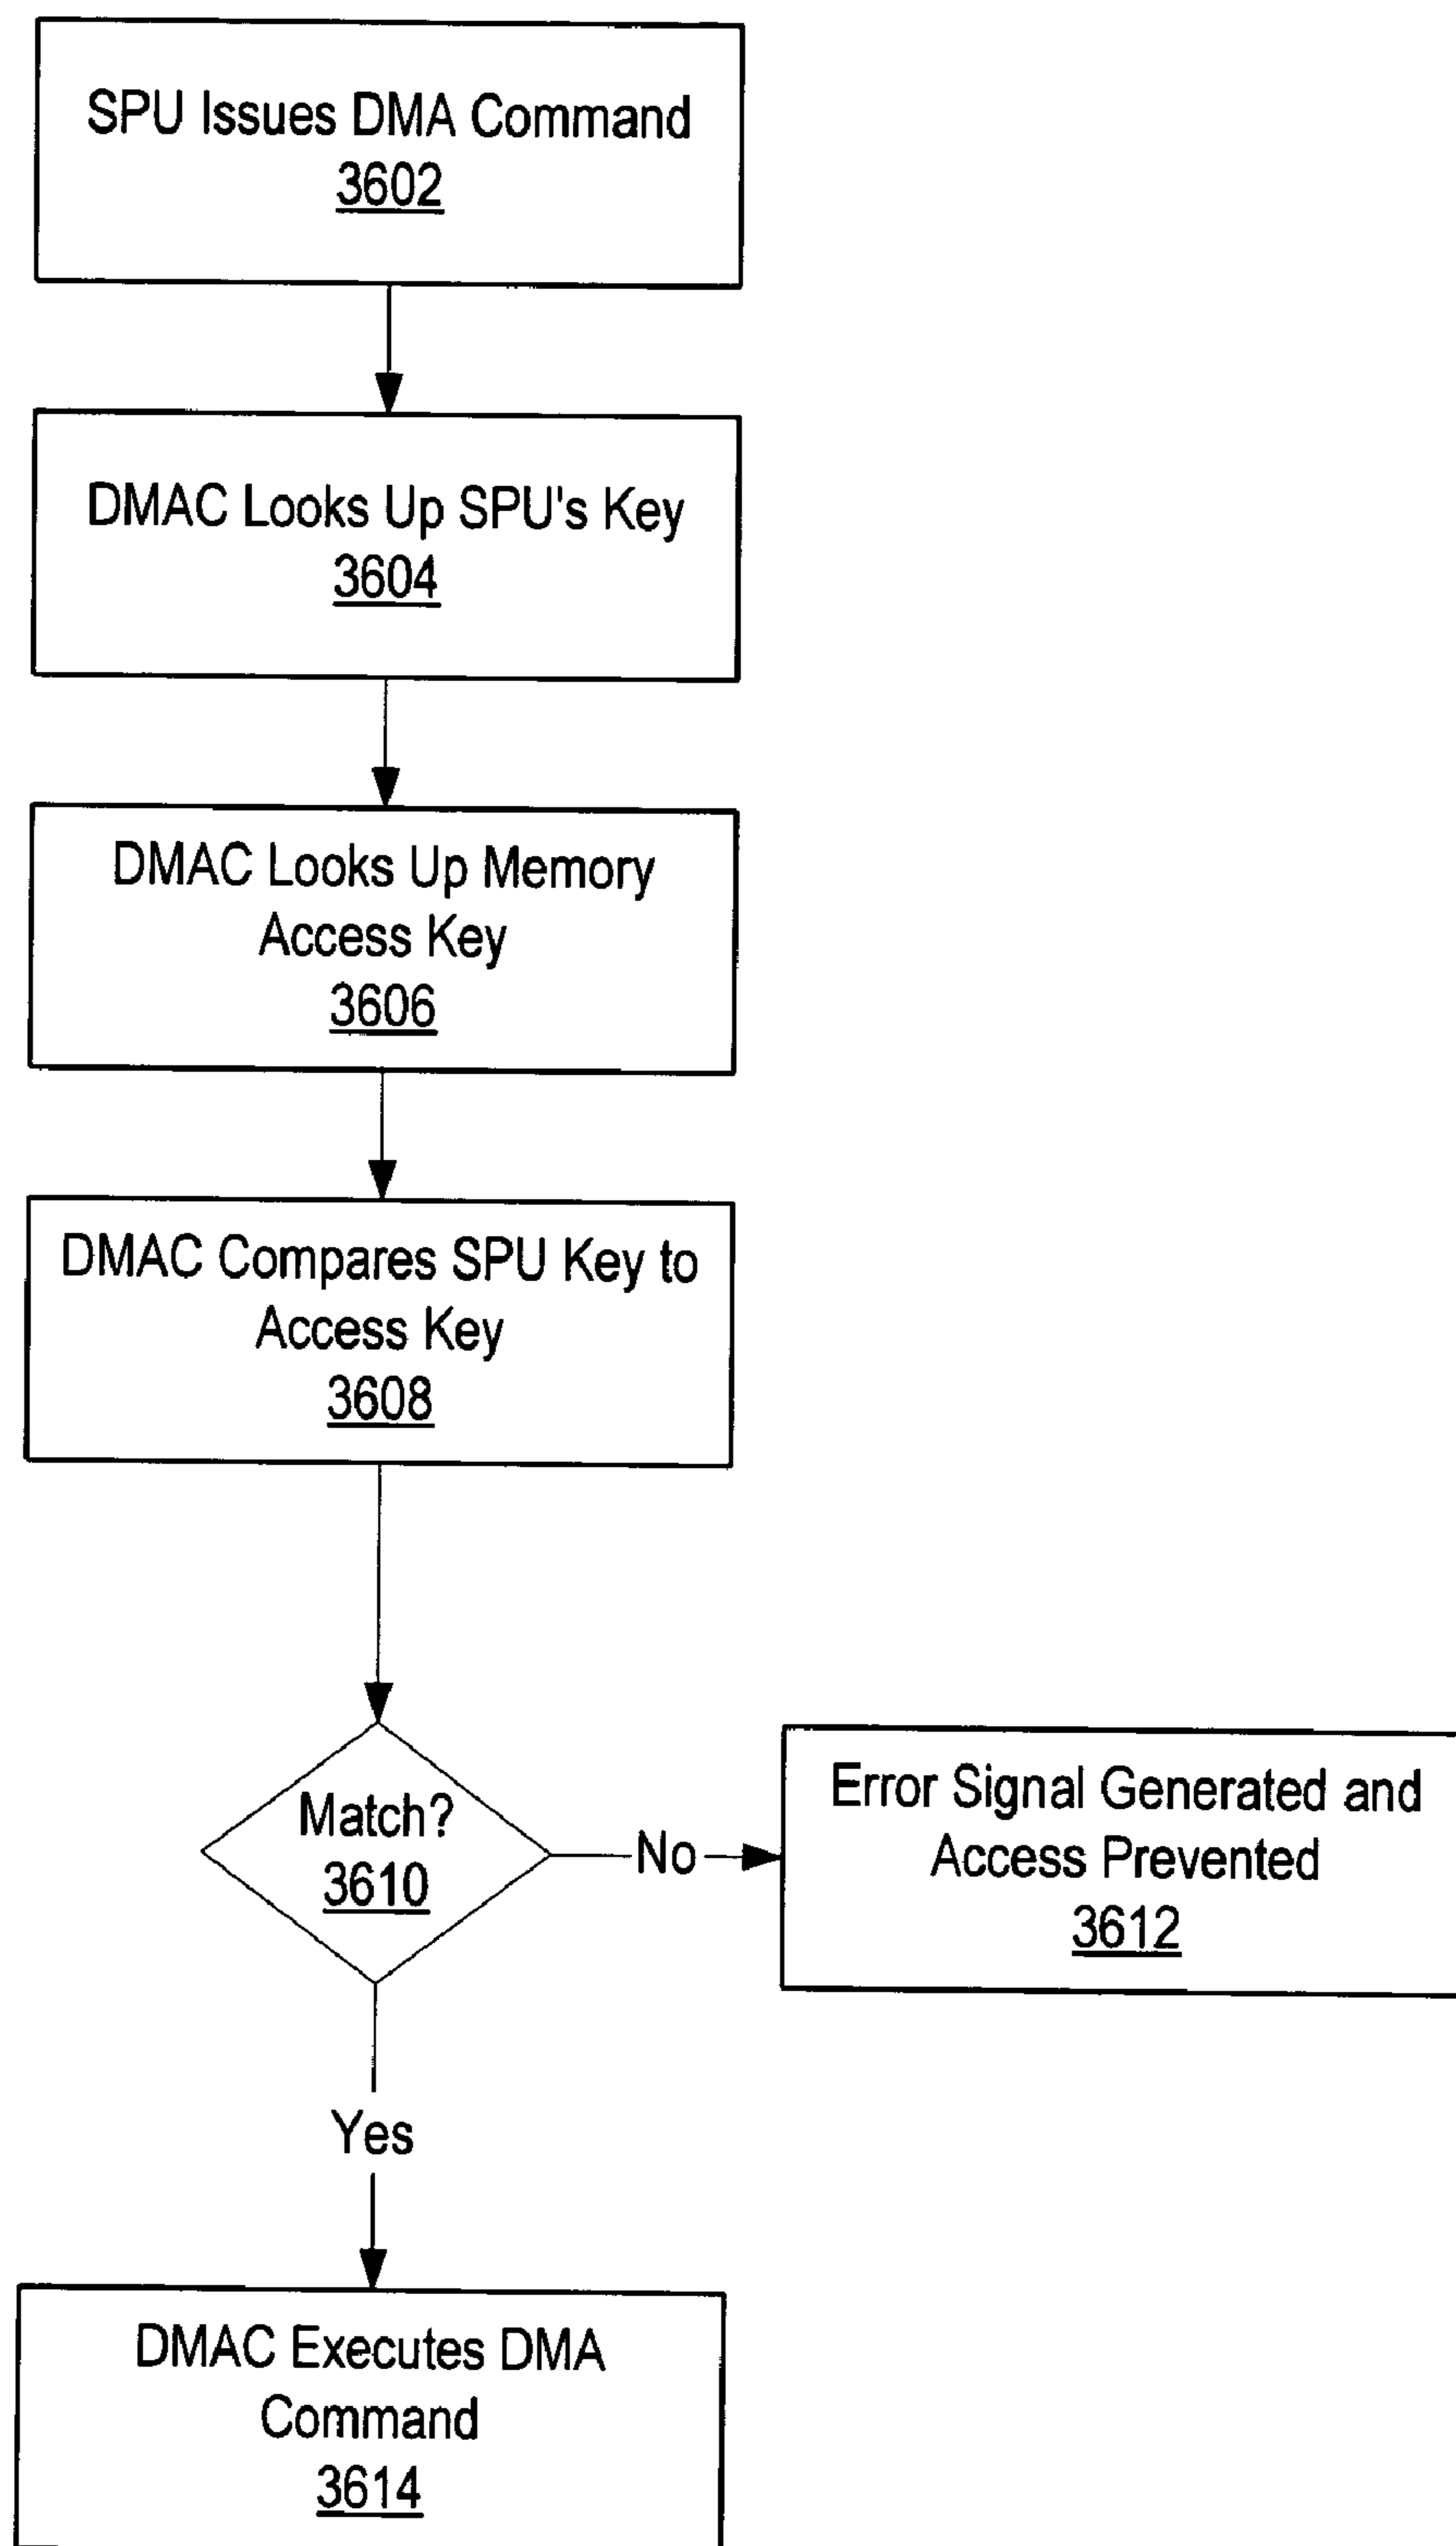 SPU Issues DMA Command
3602
DMAC Looks Up SPU's Key
3604
DMAC Looks Up Memory
Access Key
3606
DMAC Compares SPU Key to
Access Key
3608
Match?
3610
No
Error Signal Generated and
Access Prevented
3612
Yes
DMAC Executes DMA
Command
3614